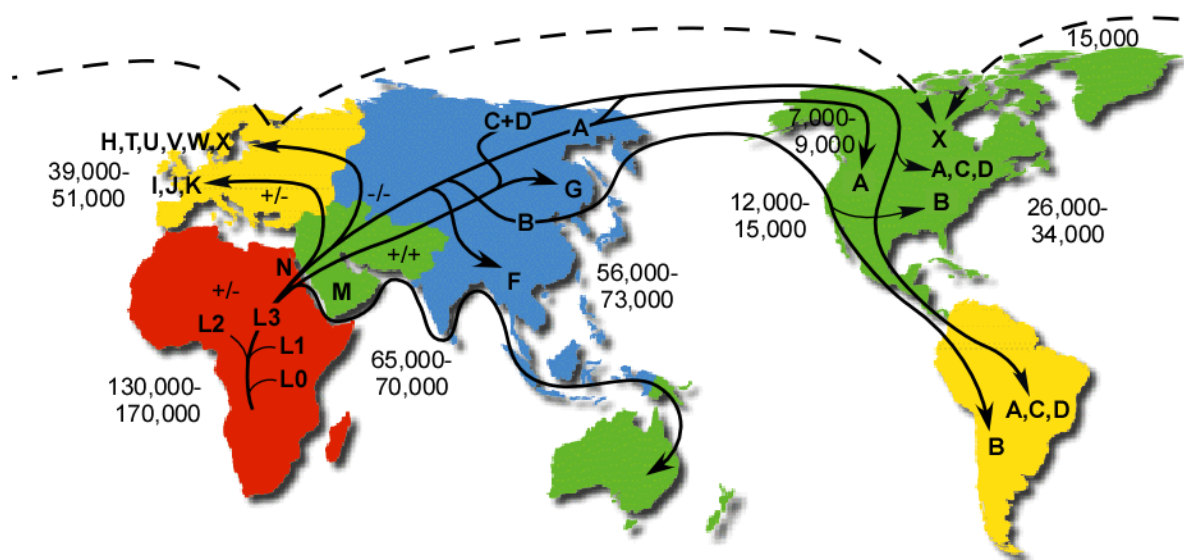 15,000
C+D
A
7,000-
9,000
X
H,T,U,V,W,X
39,000-
51,000
I,J,K
+/-
-/-
G
A
A,C,D
B
12,000-
15,000
26,000-
34,000
B
N
+/+
+/-
M
F
56,000-
73,000
L3
L2
L1
L0
65,000-
70,000
130,000-
170,000
A,C,D
B